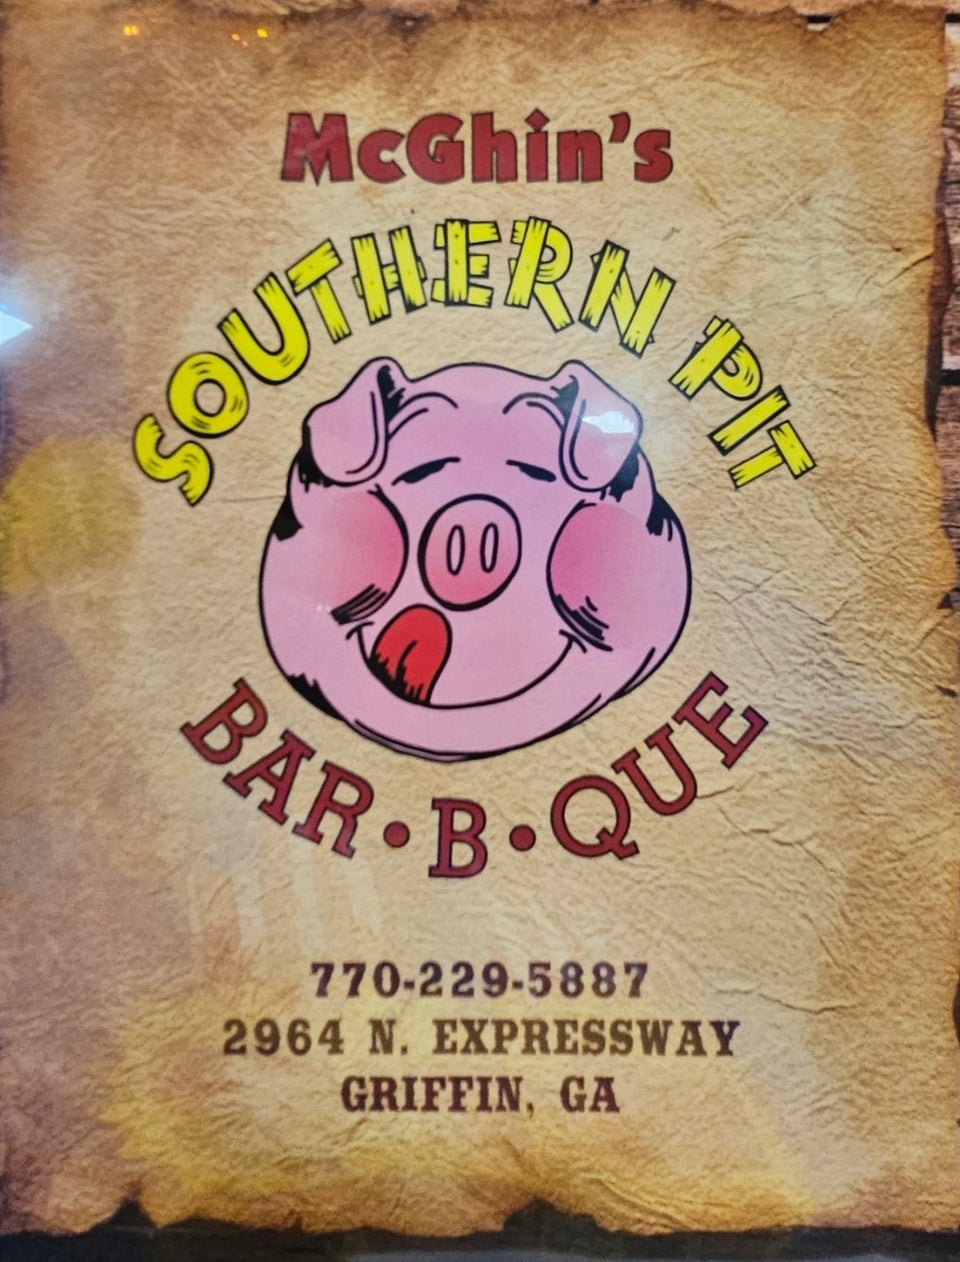 McGhin's
SOUTHERN PIT
BAR•B•QUE
770-229-5887
2964 N. EXPRESSWAY
GRIFFIN, GA